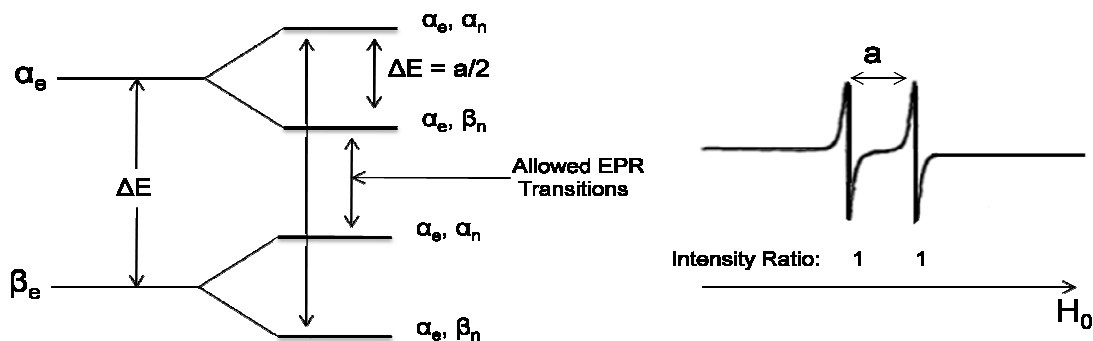 αe, αn
αe
ΔE = a/2
αe, βn
ΔE
Allowed EPR
Transitions
αe, αn
βe
αe, βn
a
Intensity Ratio: 1 1
H0